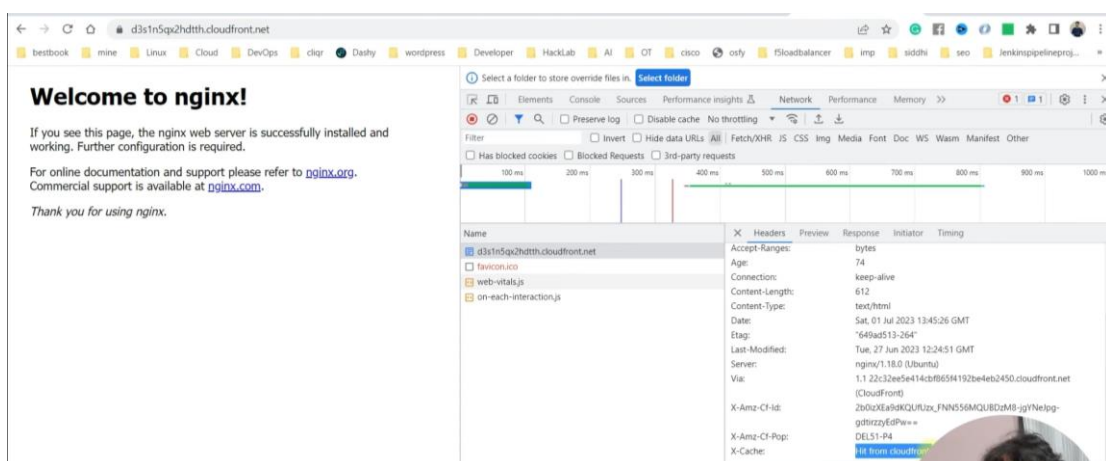 d3s1n5qx2hdtth.cloudfront.net
bestbook mine Linux Cloud DevOps cliqr Dashy wordpress Developer HackLab AI OT cisco osfy f5loadbalancer imp siddhi seo Jenkinspipelineproj...
Welcome to nginx!
If you see this page, the nginx web server is successfully installed and
working. Further configuration is required.
For online documentation and support please refer to nginx.org.
Commercial support is available at nginx.com.
Thank you for using nginx.
Select a folder to store override files in. Select folder
Elements Console Sources Performance insights Network Performance Memory 1 1
Preserve log Disable cache No throttling
Filter Invert Hide data URLs All Fetch/XHR JS CSS Img Media Font Doc WS Wasm Manifest Other
Has blocked cookies Blocked Requests 3rd-party requests
100 ms 200 ms 300 ms 400 ms 500 ms 600 ms 700 ms 800 ms 900 ms 1000 m
Name
d3s1n5qx2hdtth.cloudfront.net
favicon.ico
web-vitals.js
on-each-interaction.js
Headers Preview Response Initiator Timing
Accept-Ranges: bytes
Age: 74
Connection: keep-alive
Content-Length: 612
Content-Type: text/html
Date: Sat, 01 Jul 2023 13:45:26 GMT
Etag: "649ad513-264"
Last-Modified: Tue, 27 Jun 2023 12:24:51 GMT
Server: nginx/1.18.0 (Ubuntu)
Via: 1.1 22c32ee5e414cbf865f4192be4eb2450.cloudfront.net
(CloudFront)
X-Amz-Cf-Id:
X-Amz-Cf-Pop: DEL51-P4
X-Cache: Hit from cloudfro